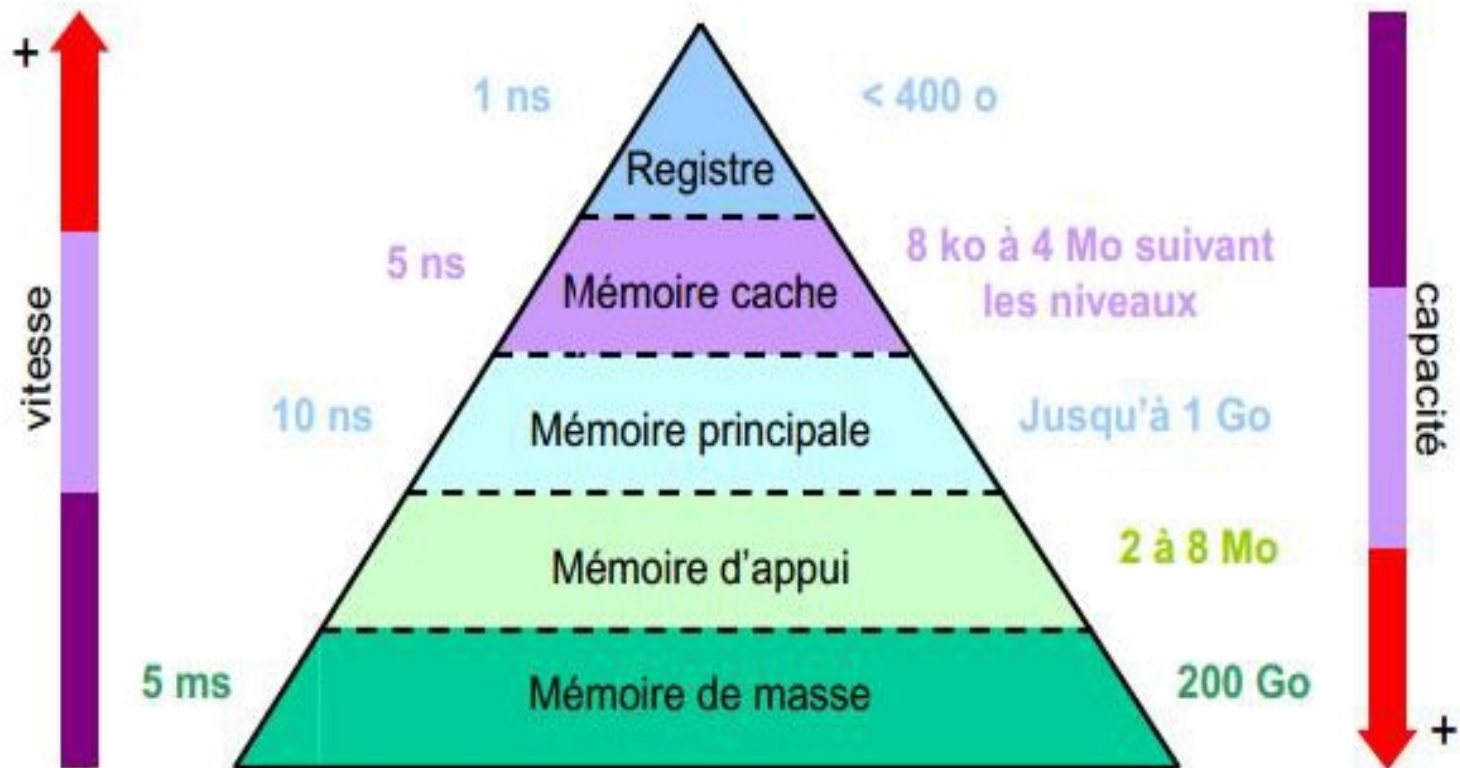 +
vitesse
1 ns
Registre
< 400 o
5 ns
Mémoire cache
8 ko à 4 Mo suivant
les niveaux
10 ns
Mémoire principale
Jusqu'à 1 Go
Mémoire d'appui
2 à 8 Mo
5 ms
Mémoire de masse
200 Go
capacité
+